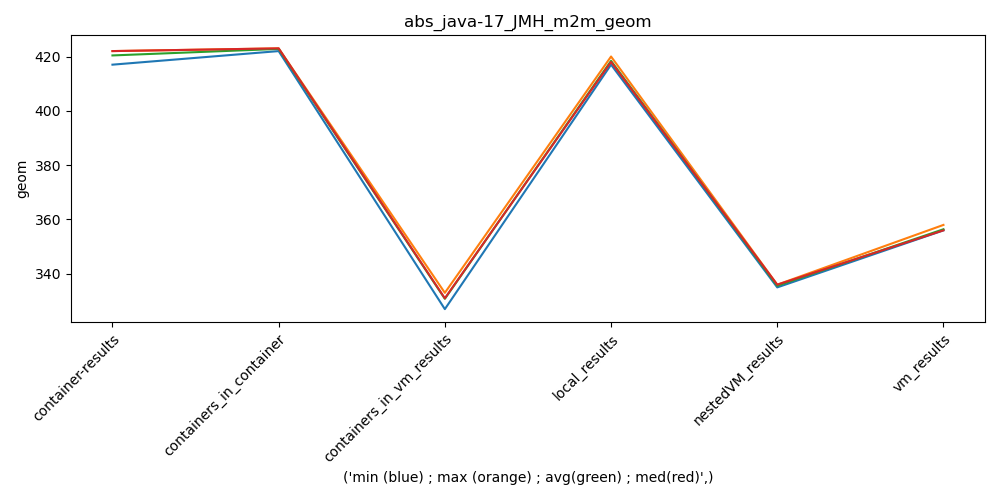 abs_java-17_JMH_m2m_geom
420
400
380
360
340
geom
container-results
containers_in_container
containers_in_vm_results
local_results
nestedVM_results
vm_results
('min (blue) ; max (orange) ; avg(green) ; med(red)',)